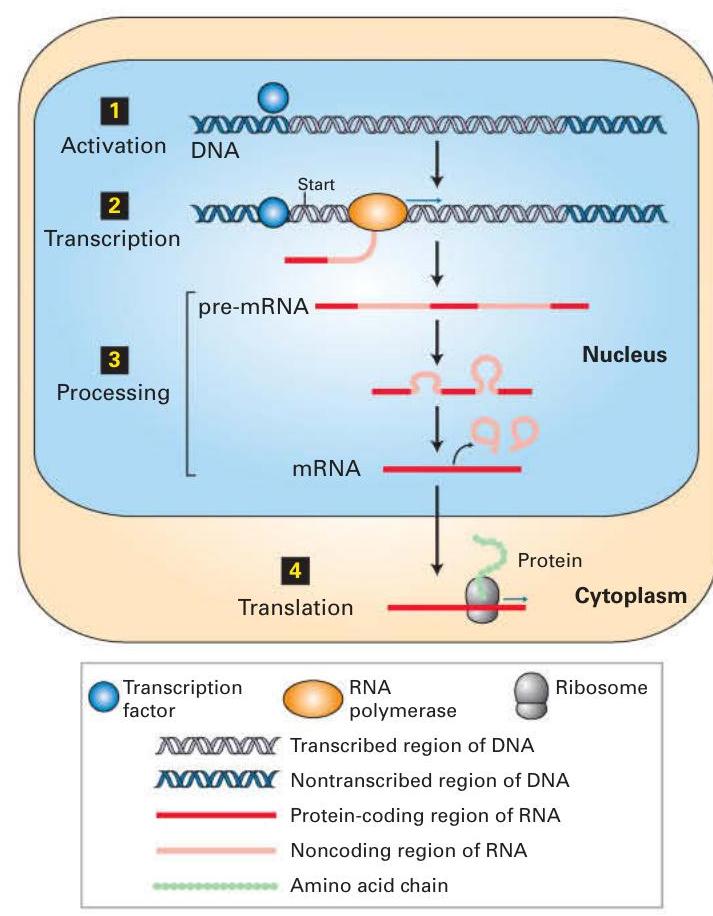 1
Activation
DNA
Start
2
Transcription
pre-mRNA
3
Processing
Nucleus
mRNA
4
Translation
Protein
Cytoplasm
Transcription
factor
RNA
polymerase
Ribosome
Transcribed region of DNA
Nontranscribed region of DNA
Protein-coding region of RNA
Noncoding region of RNA
Amino acid chain